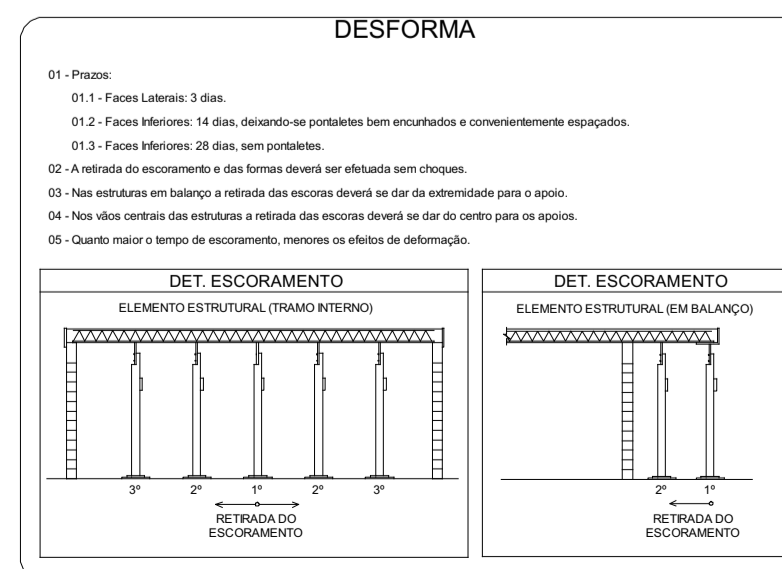 DESFORMA
01 - Prazos:
01.1 - Faces Laterais: 3 dias.
01.2 - Faces Inferiores: 14 dias, deixando-se pontaletes bem encunhados e convenientemente espaçados.
01.3 - Faces Inferiores: 28 dias, sem pontaletes.
02 - A retirada do escoramento e das formas deverá ser efetuada sem choques.
03 - Nas estruturas em balanço a retirada das escoras deverá se dar da extremidade para o apoio.
04 - Nos vãos centrais das estruturas a retirada das escoras deverá se dar do centro para os apoios.
05 - Quanto maior o tempo de escoramento, menores os efeitos de deformação.
DET. ESCORAMENTO
ELEMENTO ESTRUTURAL (TRAMO INTERNO)
3º 2º 1º 2º 3º
RETIRADA DO
ESCORAMENTO
DET. ESCORAMENTO
ELEMENTO ESTRUTURAL (EM BALANÇO)
2º 1º
RETIRADA DO
ESCORAMENTO